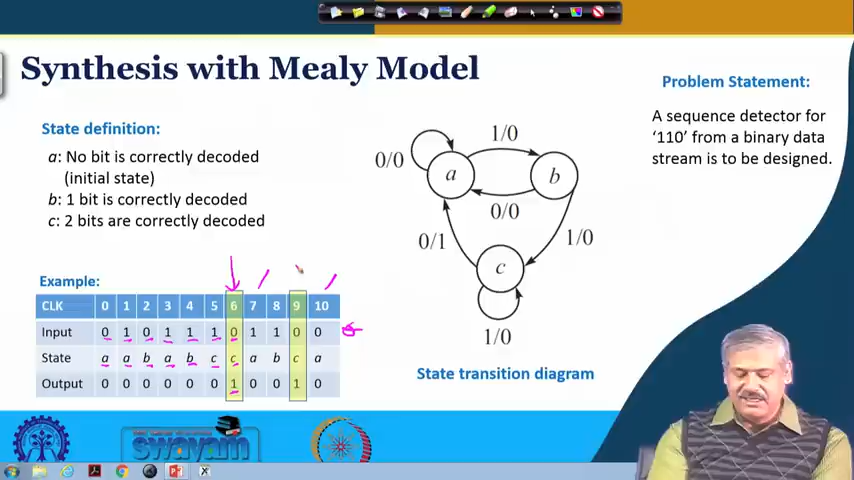 Synthesis with Mealy Model
Problem Statement:
A sequence detector for
‘110’ from a binary data
stream is to be designed.
State definition:
a: No bit is correctly decoded
(initial state)
b: 1 bit is correctly decoded
c: 2 bits are correctly decoded
0/0
1/0
a
b
0/0
0/1
1/0
c
1/0
State transition diagram
Example:
CLK 0 1 2 3 4 5 6 7 8 9 10
Input 0 1 0 1 1 1 0 1 1 0 0
State a a b a b c c a b c a
Output 0 0 0 0 0 0 1 0 0 1 0
swayam